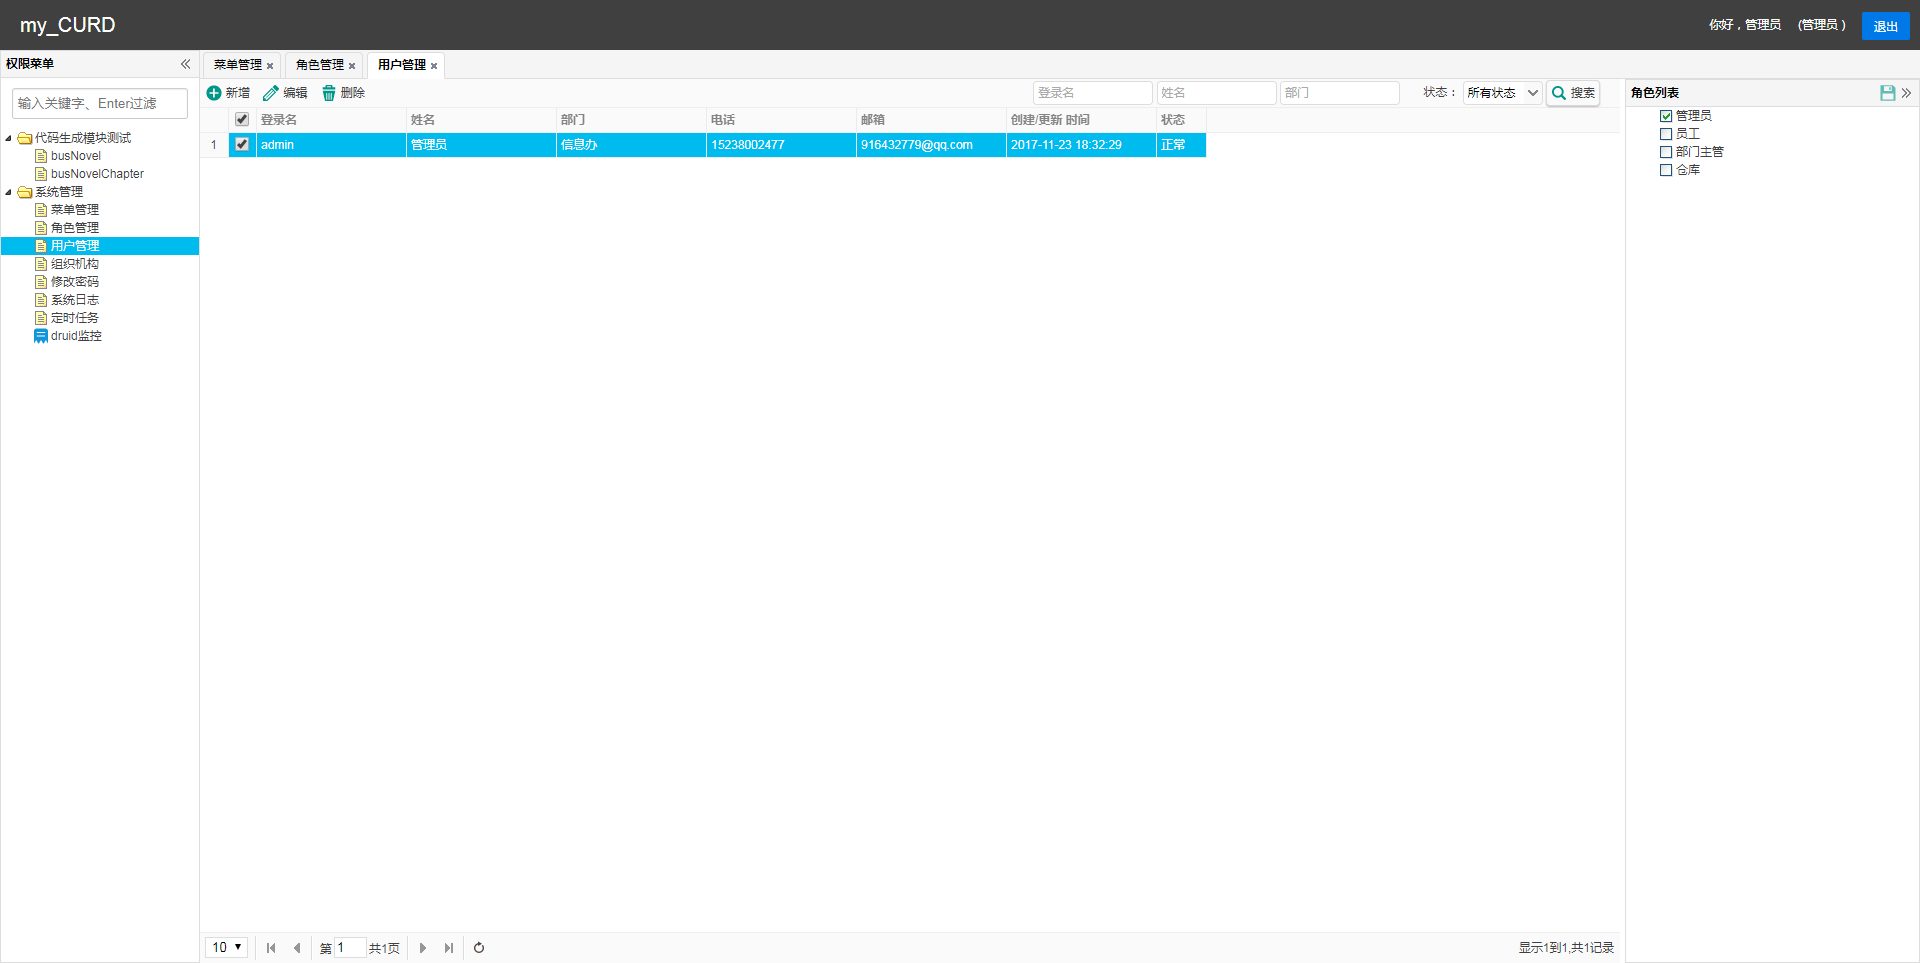 my_CURD
你好，管理员 (管理员 )
退出
权限菜单
菜单管理
角色管理
用户管理
输入关键字、Enter过滤
代码生成模块测试
busNovel
busNovelChapter
系统管理
菜单管理
角色管理
用户管理
组织机构
修改密码
系统日志
定时任务
druid监控
新增 编辑 删除
登录名 姓名 部门 状态： 所有状态 搜索
登录名 姓名 部门 电话 邮箱 创建/更新 时间 状态
1 admin 管理员 信息办 15238002477 916432779@qq.com 2017-11-23 18:32:29 正常
10 第 1 共1页
显示1到1,共1记录
角色列表
管理员
员工
部门主管
仓库